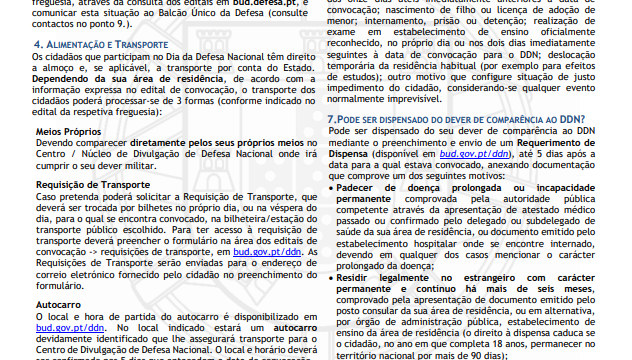 freguesia, através da consulta dos editais em bud.defesa.pt, e
comunicar esta situação ao Balcão Único da Defesa (consulte
contactos no ponto 9.).
4. ALIMENTAÇÃO E TRANSPORTE
Os cidadãos que participam no Dia da Defesa Nacional têm direito
a almoço e, se aplicável, a transporte por conta do Estado.
Dependendo da sua área de residência, de acordo com a
informação expressa no edital de convocação, o transporte dos
cidadãos poderá processar-se de 3 formas (conforme indicado no
edital da respetiva freguesia):
Meios Próprios
Devendo comparecer diretamente pelos seus próprios meios no
Centro / Núcleo de Divulgação de Defesa Nacional onde irá
cumprir o seu dever militar.
Requisição de Transporte
Caso pretenda poderá solicitar a Requisição de Transporte, que
deverá ser trocada por bilhetes no próprio dia, ou na véspera do
dia, para o qual se encontra convocado, na bilheteira/estação do
transporte público escolhido. Para ter acesso à requisição de
transporte deverá preencher o formulário na área dos editais de
convocação -> requisições de transporte, em bud.gov.pt/ddn. As
Requisições de Transporte serão enviadas para o endereço de
correio eletrónico fornecido pelo cidadão no preenchimento do
formulário.
Autocarro
O local e hora de partida do autocarro é disponibilizado em
bud.gov.pt/ddn. No local indicado estará um autocarro
devidamente identificado que lhe assegurará transporte para o
Centro de Divulgação de Defesa Nacional. O local e horário deverá
convocação; nascimento de filho ou licença de adoção de
menor; internamento, prisão ou detenção; realização de
exame em estabelecimento de ensino oficialmente
reconhecido, no próprio dia ou nos dois dias imediatamente
seguintes à data de convocação para o DDN; deslocação
temporária da residência habitual (por exemplo para efeitos
de estudos); outro motivo que configure situação de justo
impedimento do cidadão, considerando-se qualquer evento
normalmente imprevisível.
7.PODE SER DISPENSADO DO DEVER DE COMPARÊNCIA AO DDN?
Pode ser dispensado do seu dever de comparência ao DDN
mediante o preenchimento e envio de um Requerimento de
Dispensa (disponível em bud.gov.pt/ddn), até 5 dias após a
data para a qual estava convocado, anexando documentação
que comprove um dos seguintes motivos:
• Padecer de doença prolongada ou incapacidade
permanente comprovada pela autoridade pública
competente através da apresentação de atestado médico
passado ou confirmado pelo delegado ou subdelegado de
saúde da sua área de residência, ou documento emitido pelo
estabelecimento hospitalar onde se encontre internado,
devendo em qualquer dos casos mencionar o carácter
prolongado da doença;
• Residir legalmente no estrangeiro com carácter
permanente e contínuo há mais de seis meses,
comprovado pela apresentação de documento emitido pelo
posto consular da sua área de residência, ou em alternativa,
por órgão de administração pública, estabelecimento de
ensino da área de residência (o direito à dispensa caduca se
o cidadão, no ano em que completa 18 anos, permanecer no
território nacional por mais de 90 dias);